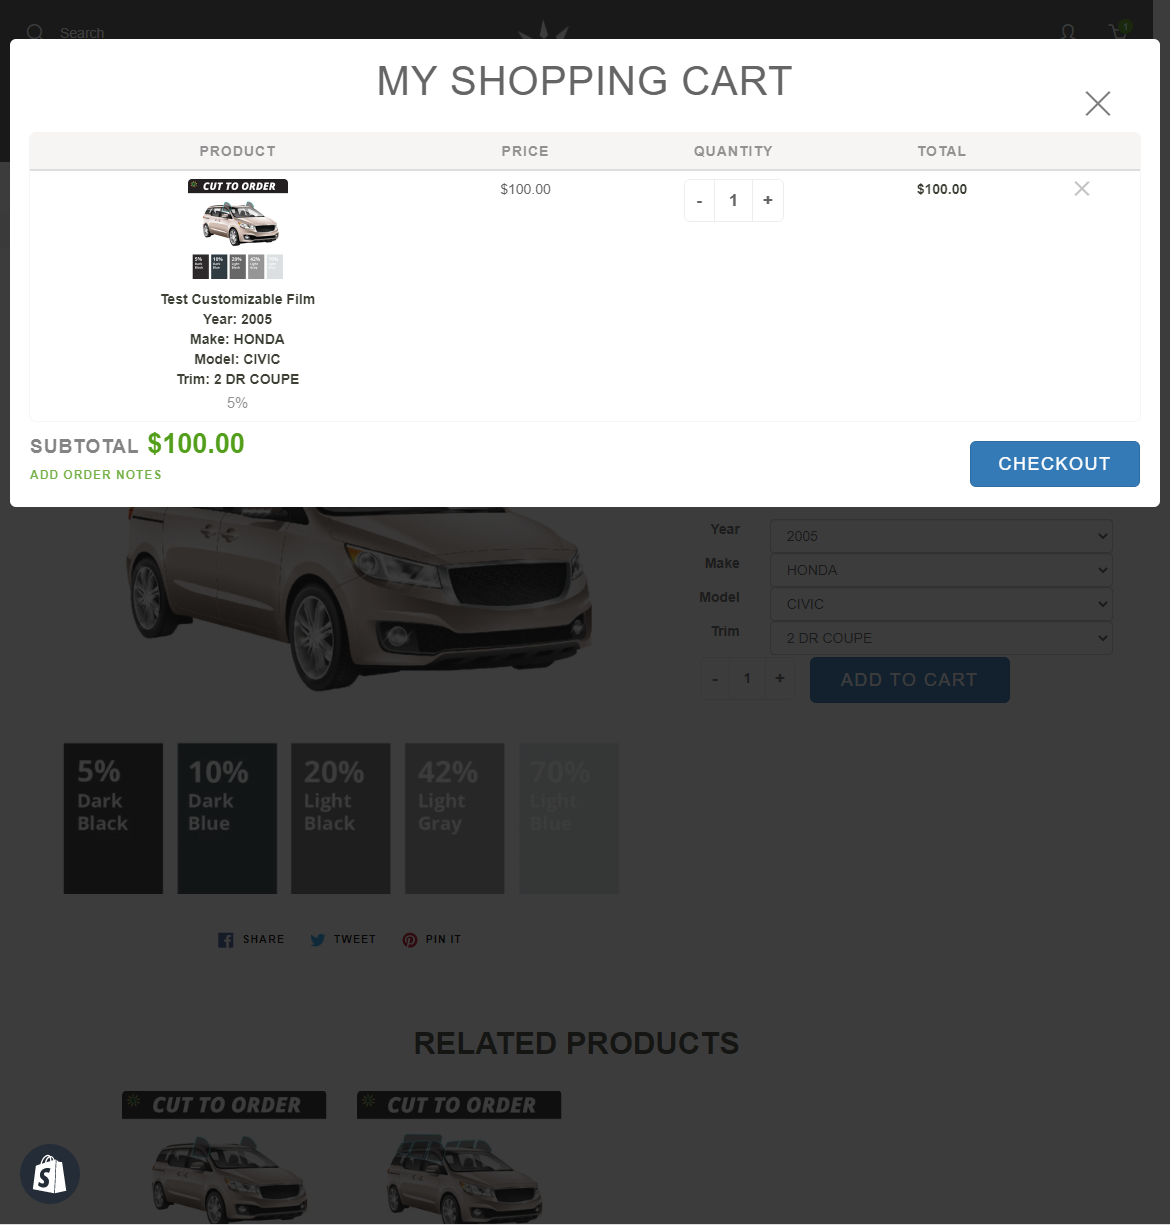 Search
1
MY SHOPPING CART
PRODUCT PRICE QUANTITY TOTAL
CUT TO ORDER
$100.00 - 1 + $100.00
5% 10% 20% 42%
Test Customizable Film
Year: 2005
Make: HONDA
Model: CIVIC
Trim: 2 DR COUPE
5%
SUBTOTAL $100.00
ADD ORDER NOTES
CHECKOUT
Year 2005
Make HONDA
Model CIVIC
Trim 2 DR COUPE
- 1 + ADD TO CART
5% 10% 20% 42% 70%
Dark Dark Light Light Light
Black Blue Black Gray Blue
SHARE TWEET PIN IT
RELATED PRODUCTS
CUT TO ORDER CUT TO ORDER